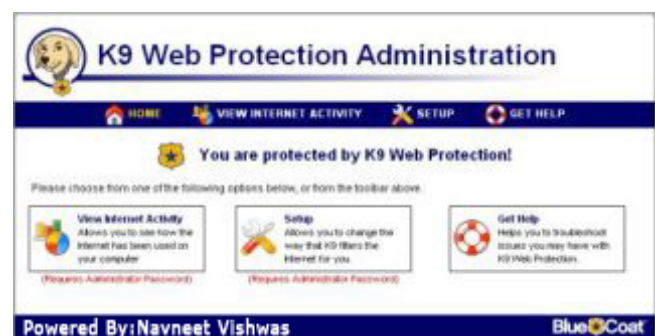 K9 Web Protection Administration
HOME VIEW INTERNET ACTIVITY SETUP GET HELP
You are protected by K9 Web Protection!
Please choose from one of the following options below, or from the toolbar above.
View Internet Activity
Allows you to see how the
Internet has been used on
your computer
(Requires Administrator Password)
Setup
Allows you to change the
way that K9 filters the
Internet for you.
(Requires Administrator Password)
Get Help
Helps you to troubleshoot
issues you may have with
K9 Web Protection.
Powered By:Navneet Vishwas
Blue Coat